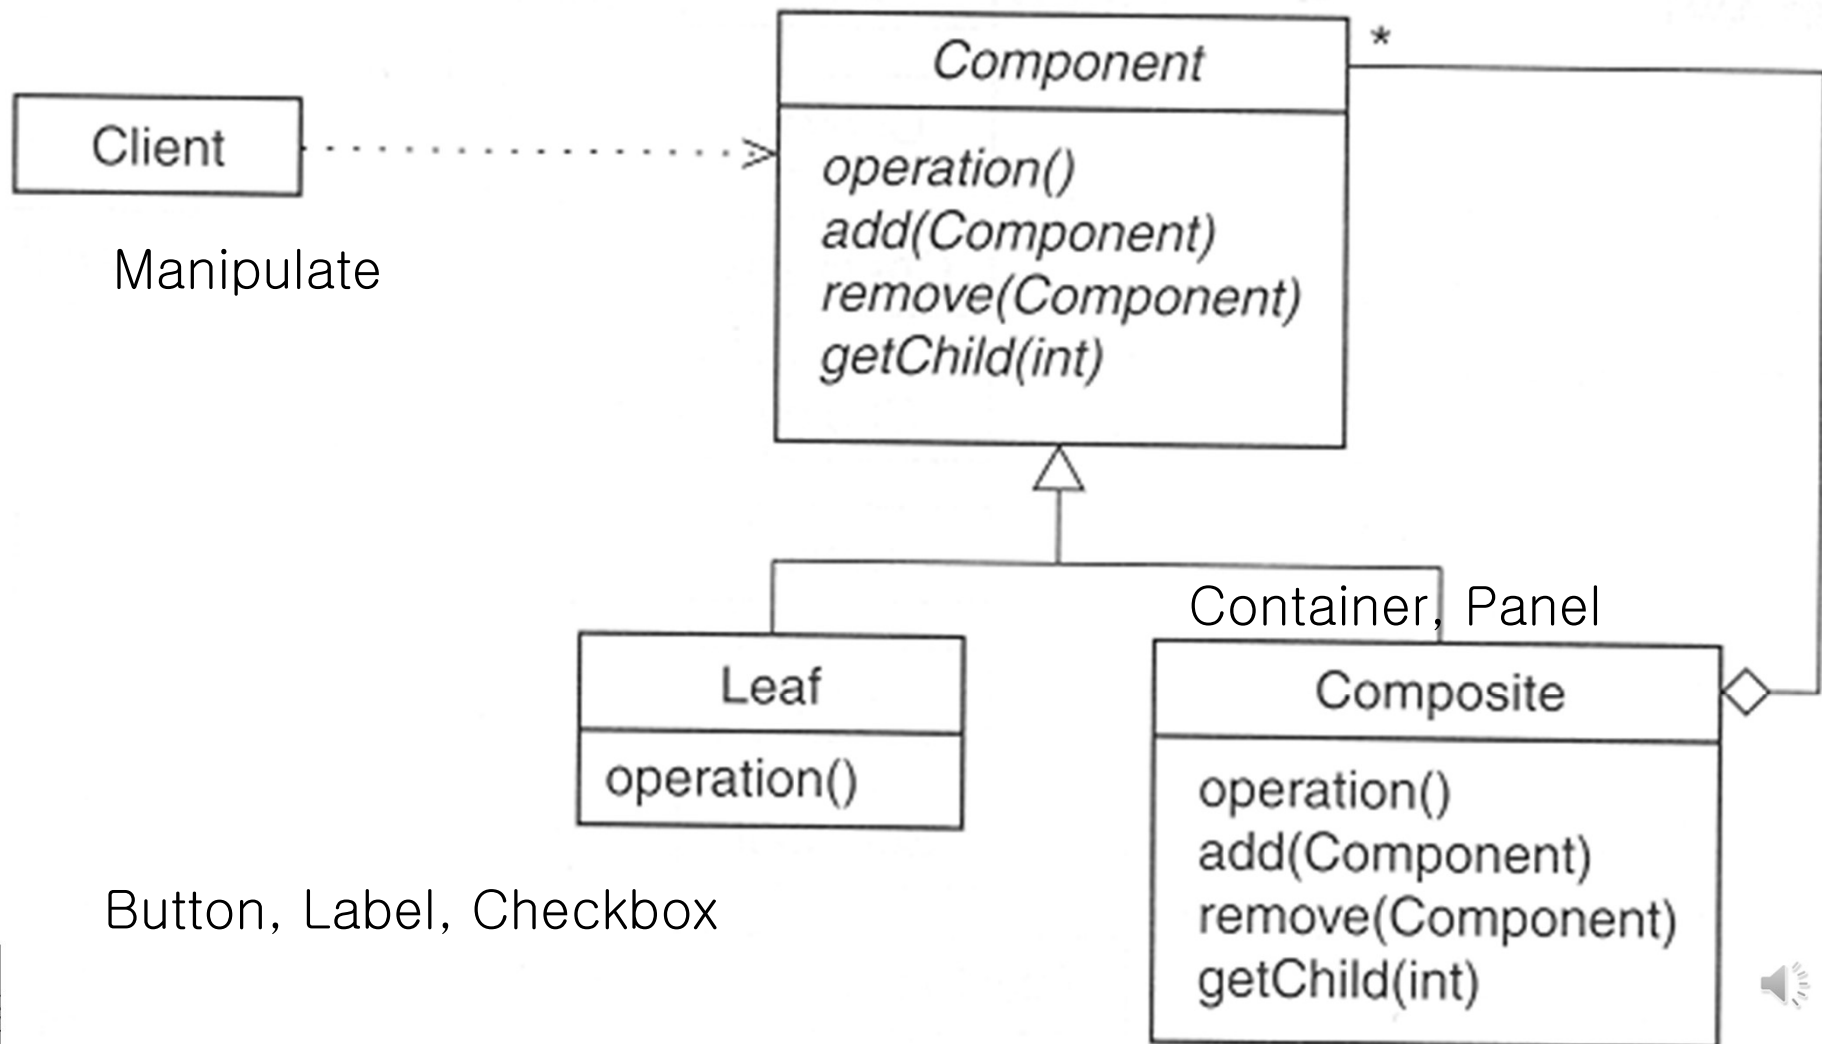 Component
*
Client
operation()
add(Component)
remove(Component)
getChild(int)
Manipulate
Container, Panel
Leaf
operation()
Composite
operation()
add(Component)
remove(Component)
getChild(int)
Button, Label, Checkbox